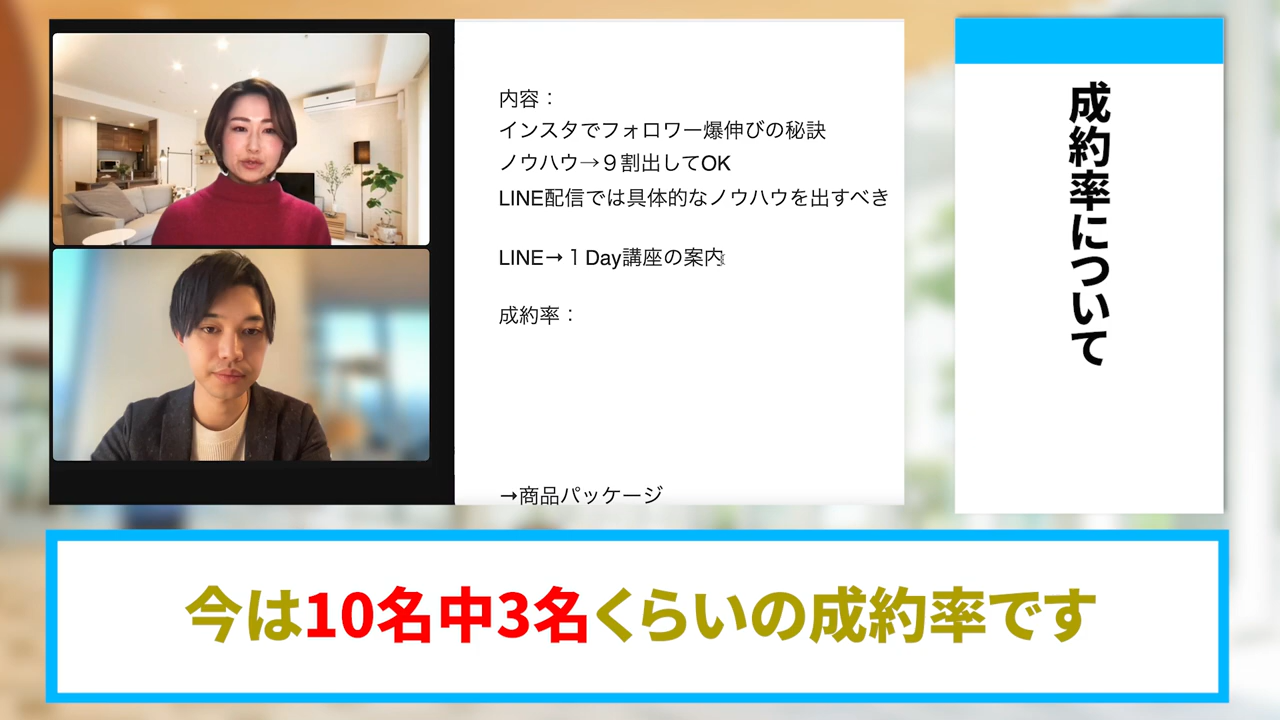 内容：
インスタでフォロワー爆伸びの秘訣
ノウハウ→９割出してOK
LINE配信では具体的なノウハウを出すべき
LINE→１Day講座の案内
成約率：
→商品パッケージ
成約率について
今は10名中3名くらいの成約率です